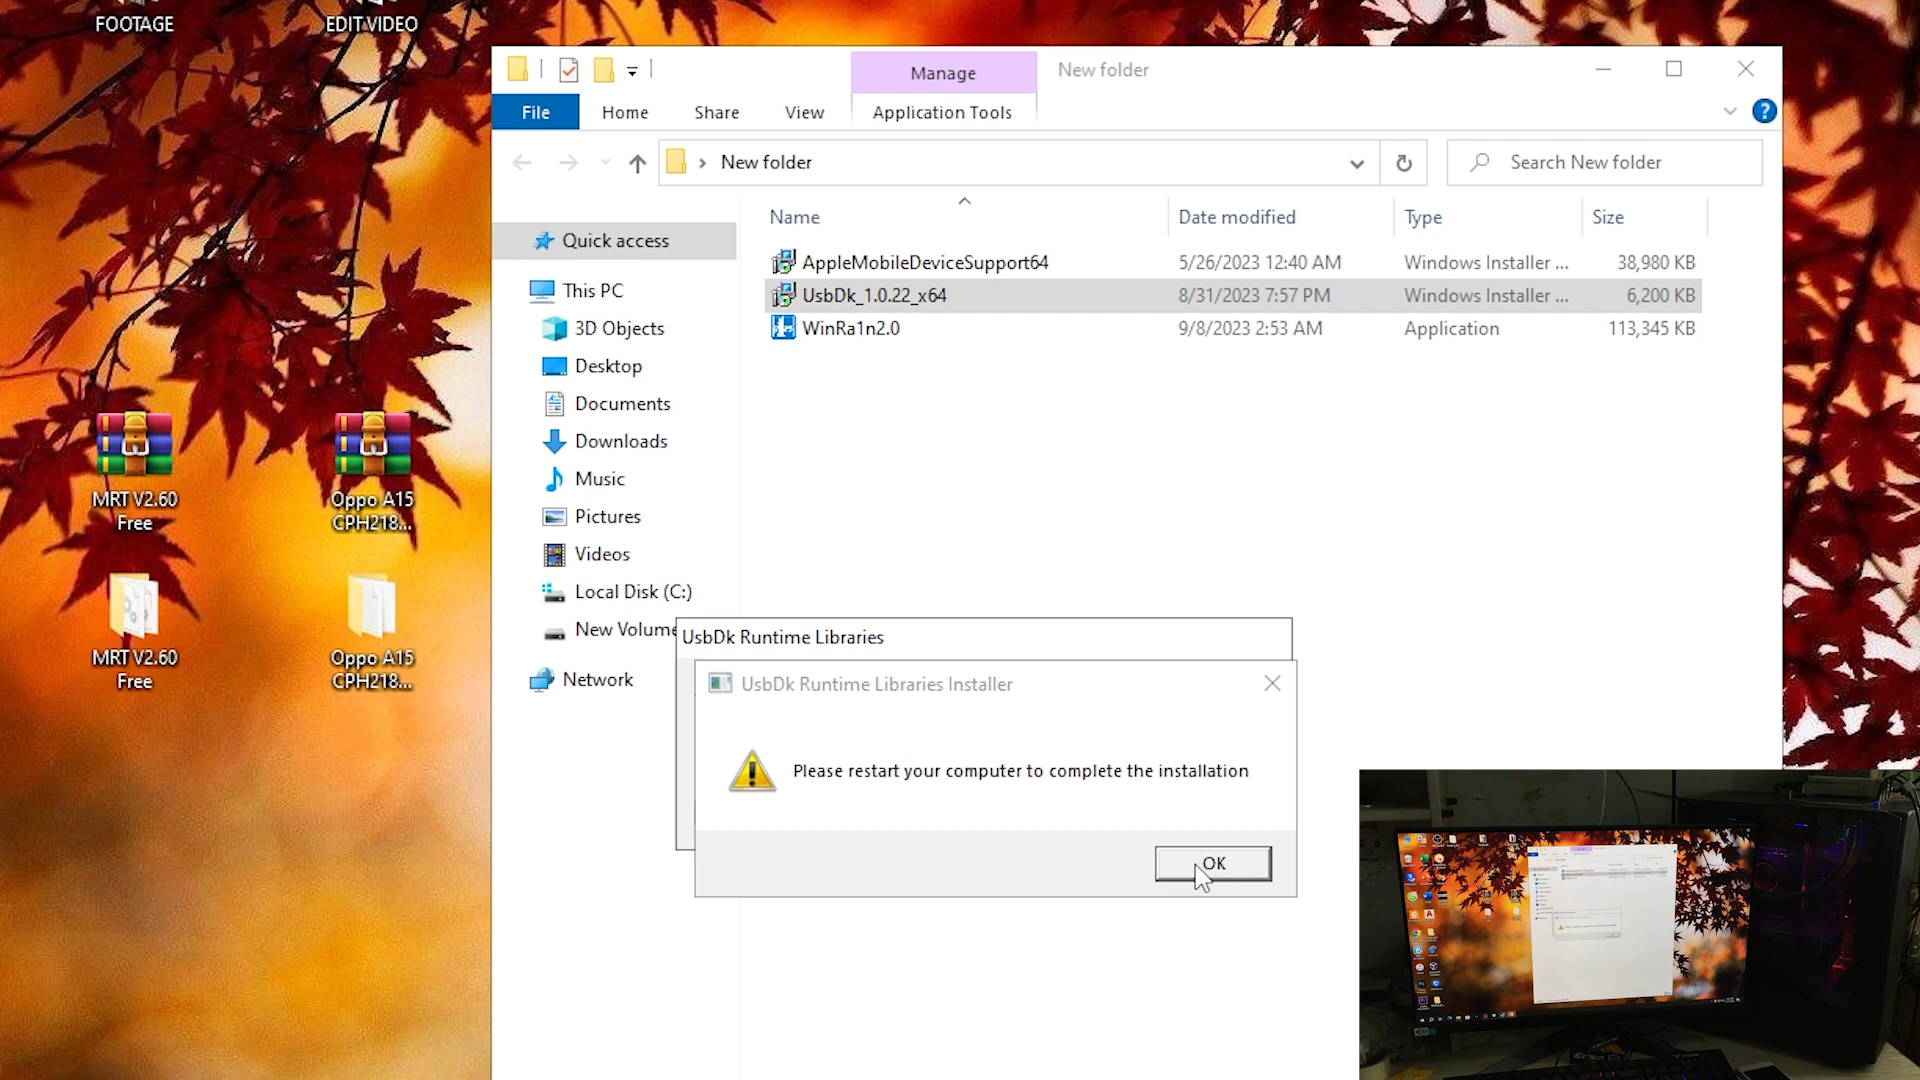 FOOTAGE
EDIT VIDEO
MRT V2.60
Free
Oppo A15
CPH218...
MRT V2.60
Free
Oppo A15
CPH218...
Manage
New folder
File
Home
Share
View
Application Tools
?
New folder
Search New folder
Name
Date modified
Type
Size
AppleMobileDeviceSupport64
5/26/2023 12:40 AM
Windows Installer ...
38,980 KB
UsbDk_1.0.22_x64
8/31/2023 7:57 PM
Windows Installer ...
6,200 KB
WinRa1n2.0
9/8/2023 2:53 AM
Application
113,345 KB
Quick access
This PC
3D Objects
Desktop
Documents
Downloads
Music
Pictures
Videos
Local Disk (C:)
New Volume
Network
UsbDk Runtime Libraries
UsbDk Runtime Libraries Installer
Please restart your computer to complete the installation
OK